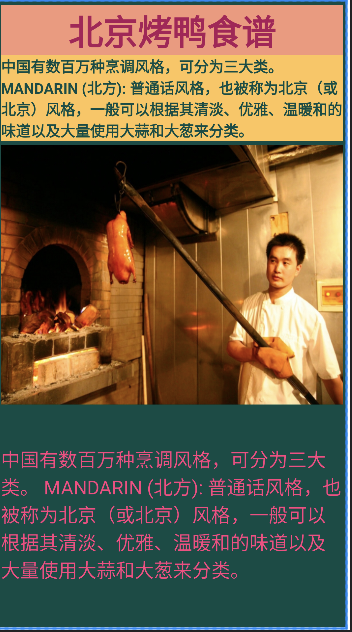 北京烤鸭食谱
中国有数百万种烹调风格，可分为三大类。
MANDARIN (北方): 普通话风格，也被称为北京（或
北京）风格，一般可以根据其清淡、优雅、温暖和的
味道以及大量使用大蒜和大葱来分类。
中国有数百万种烹调风格，可分为三大
类。 MANDARIN (北方): 普通话风格，也
被称为北京（或北京）风格，一般可以
根据其清淡、优雅、温暖和的味道以及
大量使用大蒜和大葱来分类。